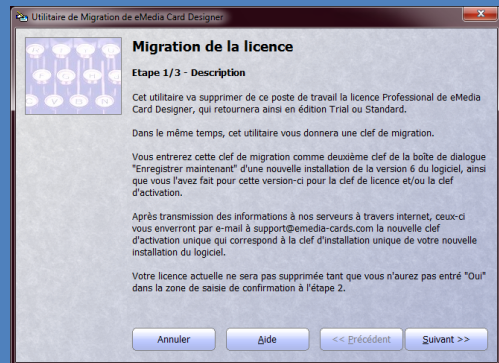 Utilitaire de Migration de eMedia Card Designer
Migration de la licence
Etape 1/3 - Description
Cet utilitaire va supprimer de ce poste de travail la licence Professional de eMedia
Card Designer, qui retournera ainsi en édition Trial ou Standard.
Dans le même temps, cet utilitaire vous donnera une clef de migration.
Vous entrerez cette clef de migration comme deuxième clef de la boîte de dialogue
"Enregistrer maintenant" d'une nouvelle installation de la version 6 du logiciel, ainsi
que vous l'avez fait pour cette version-ci pour la clef de licence et/ou la clef
d'activation.
Après transmission des informations à nos serveurs à travers internet, ceux-ci
vous enverront par e-mail à support@emedia-cards.com la nouvelle clef
d'activation unique qui correspond à la clef d'installation unique de votre nouvelle
installation du logiciel.
Votre licence actuelle ne sera pas supprimée tant que vous n'aurez pas entré "Oui"
dans la zone de saisie de confirmation à l'étape 2.
Annuler
Aide
<< Précédent
Suivant >>